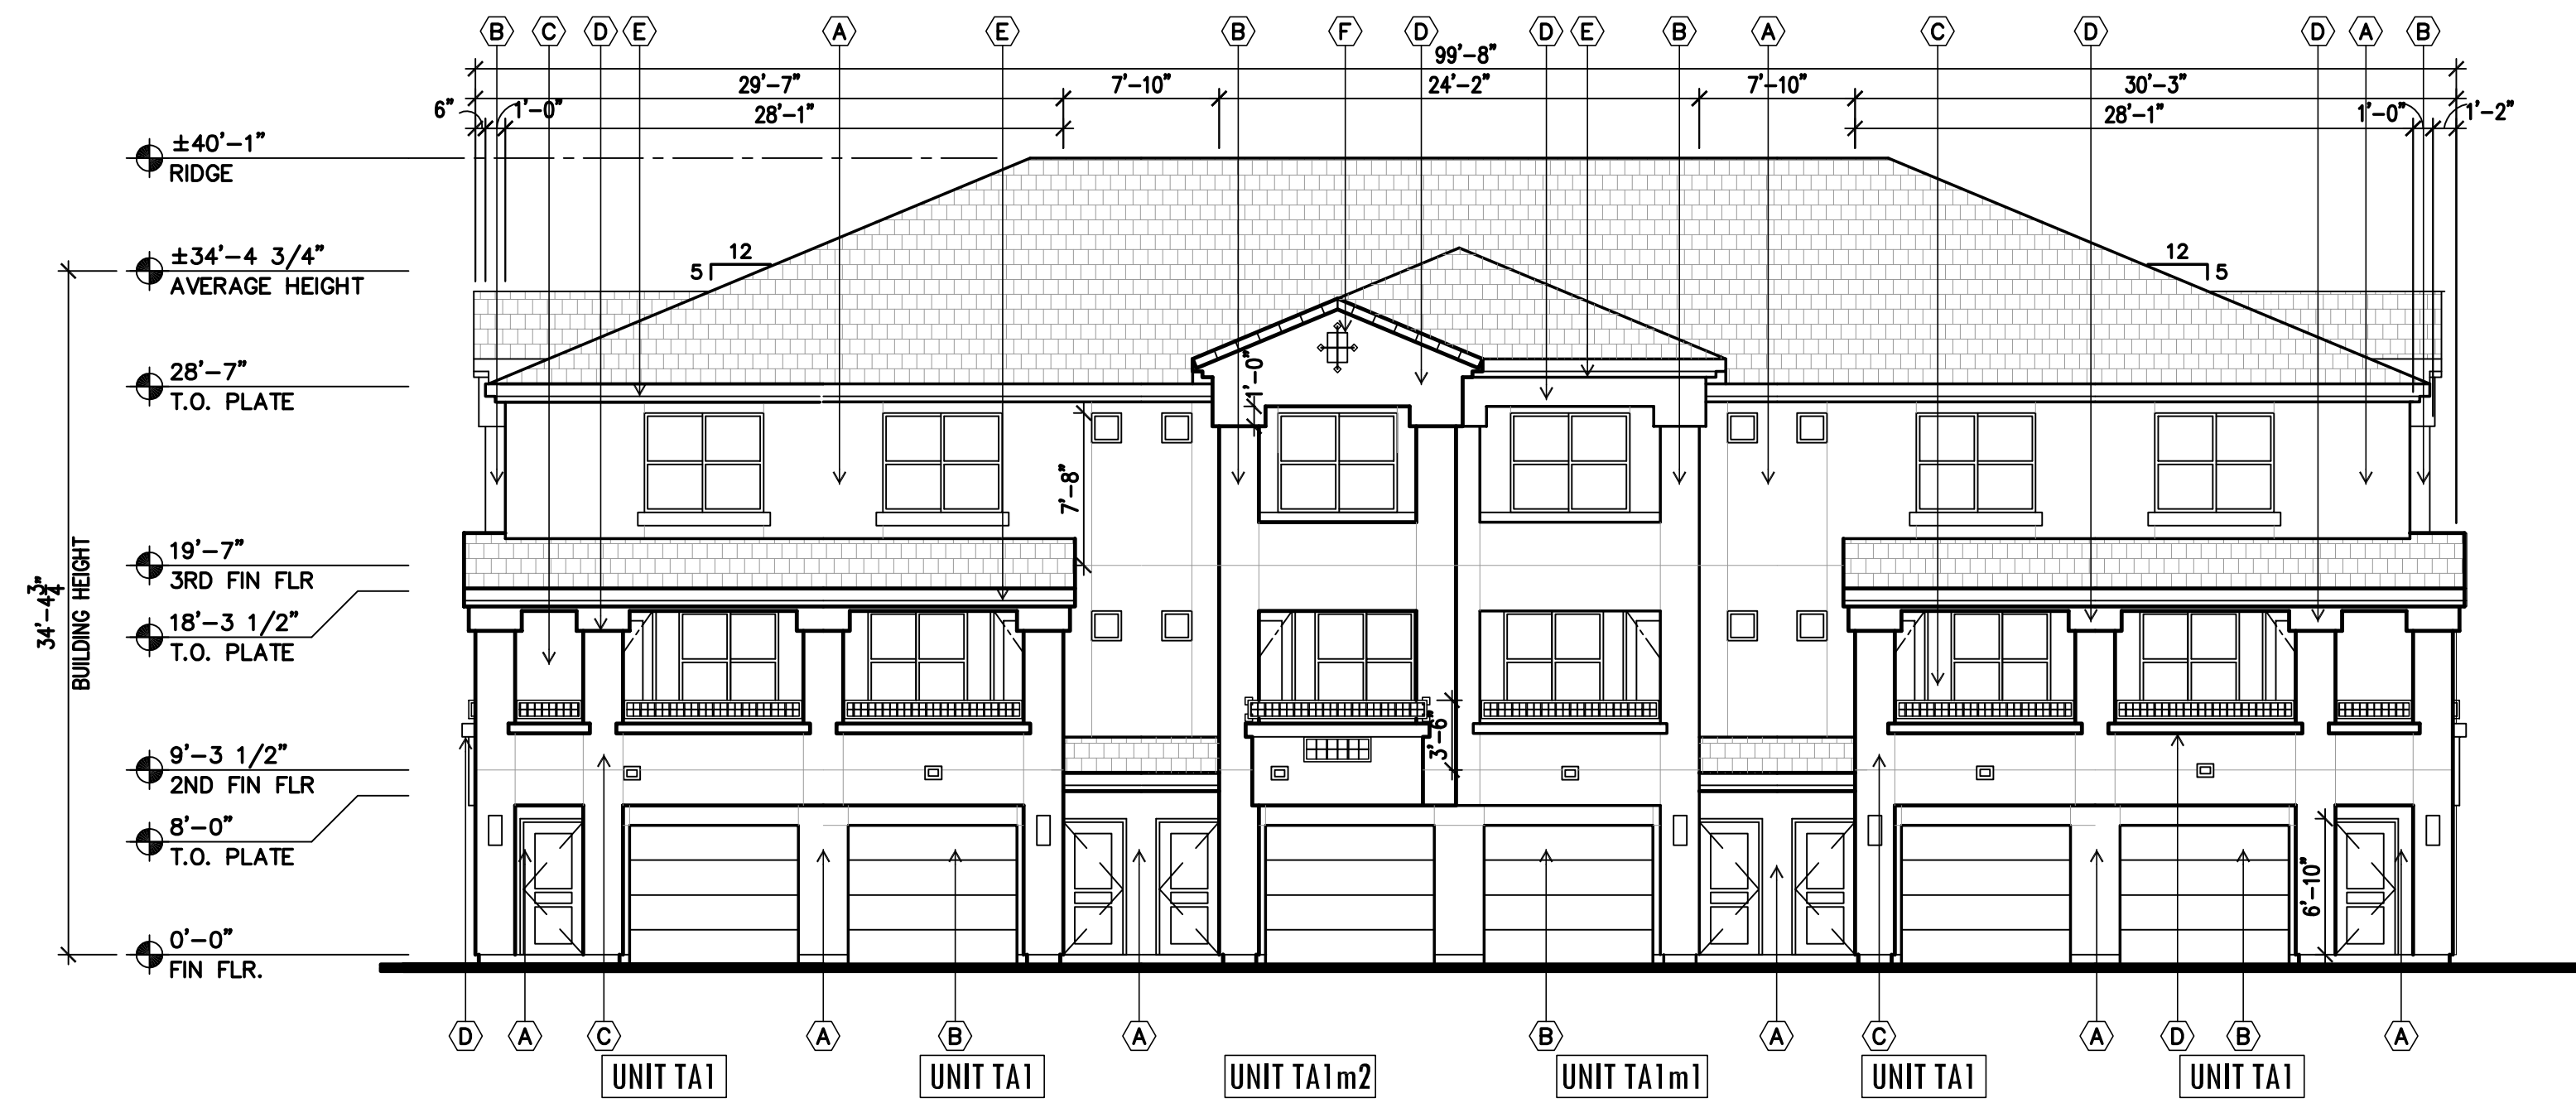 B C D E A E B F D D E B A C D D A B
99'-8"
29'-7" 7'-10" 24'-2" 7'-10" 30'-3"
6" 1'-0" 28'-1" 28'-1" 1'-0" 1'-2"
±40'-1"
RIDGE
±34'-4 3/4"
AVERAGE HEIGHT
12
5
12
5
28'-7"
T.O. PLATE
1'-0"
7'-8"
19'-7"
3RD FIN FLR
18'-3 1/2"
T.O. PLATE
34'-4 3/4"
BUILDING HEIGHT
3'-6"
9'-3 1/2"
2ND FIN FLR
8'-0"
T.O. PLATE
6'-10"
0'-0"
FIN FLR.
D A C A B A B A C A D B A
UNIT TA1 UNIT TA1 UNIT TA1m2 UNIT TA1m1 UNIT TA1 UNIT TA1